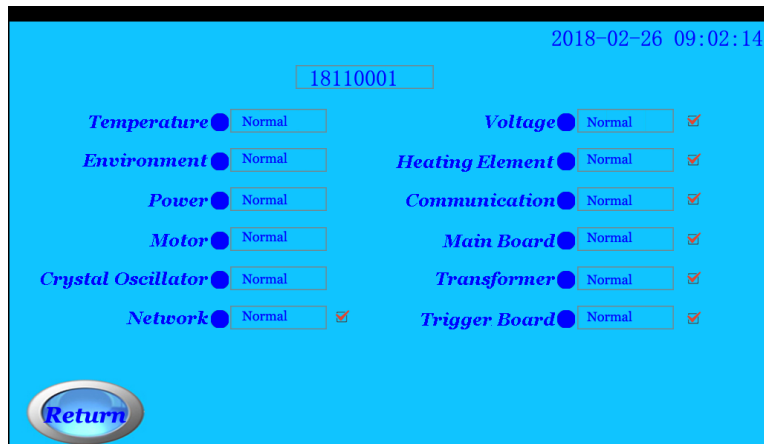 2018-02-26 09:02:14
18110001
Temperature Normal Voltage Normal
Environment Normal Heating Element Normal
Power Normal Communication Normal
Motor Normal Main Board Normal
Crystal Oscillator Normal Transformer Normal
Network Normal Trigger Board Normal
Return